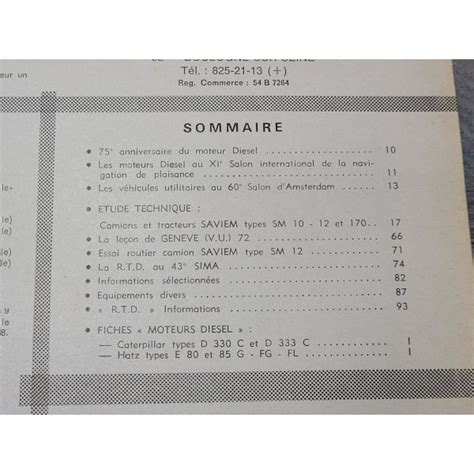 BOULOGNE-SUR-SEINE
Tél. : 825-21-13 (+)
Reg. Commerce : 54 B 7264
sur un
SOMMAIRE
● 75e anniversaire du moteur Diesel .................. 10
● Les moteurs Diesel au XIe Salon international de la navi-
gation de plaisance .................. 11
● Les véhicules utilitaires au 60e Salon d'Amsterdam ...... 13
● ETUDE TECHNIQUE :
Camions et tracteurs SAVIEM types SM 10 - 12 et 170.. 17
● La leçon de GENEVE (V.U.) 72 .................. 66
● Essai routier camion SAVIEM type SM 12 .................. 71
● La R.T.D. au 43e SIMA .................. 74
● Informations sélectionnées .................. 82
● Equipements divers .................. 87
● « R.T.D. » Informations .................. 93
● FICHES « MOTEURS DIESEL » :
— Caterpillar types D 330 C et D 333 C .............. I
— Hatz types E 80 et 85 G - FG - FL .................. I